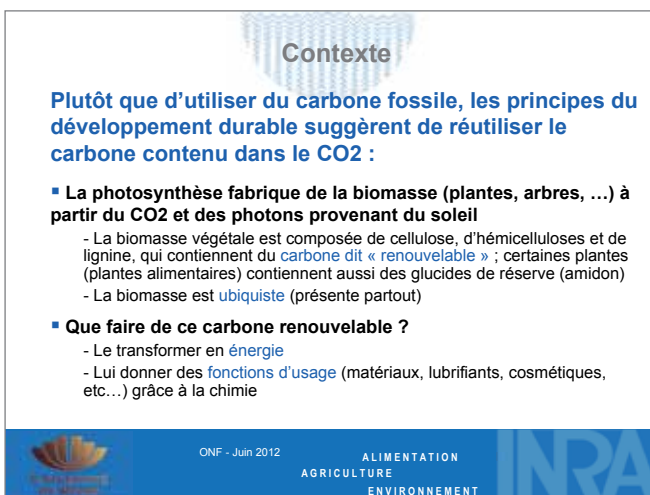 Contexte
Plutôt que d’utiliser du carbone fossile, les principes du
développement durable suggèrent de réutiliser le
carbone contenu dans le CO2 :
▪ La photosynthèse fabrique de la biomasse (plantes, arbres, …) à
partir du CO2 et des photons provenant du soleil
- La biomasse végétale est composée de cellulose, d’hémicelluloses et de
lignine, qui contiennent du carbone dit « renouvelable » ; certaines plantes
(plantes alimentaires) contiennent aussi des glucides de réserve (amidon)
- La biomasse est ubiquiste (présente partout)
▪ Que faire de ce carbone renouvelable ?
- Le transformer en énergie
- Lui donner des fonctions d’usage (matériaux, lubrifiants, cosmétiques,
etc…) grâce à la chimie
ONF - Juin 2012
ALIMENTATION
AGRICULTURE
ENVIRONNEMENT
INRA